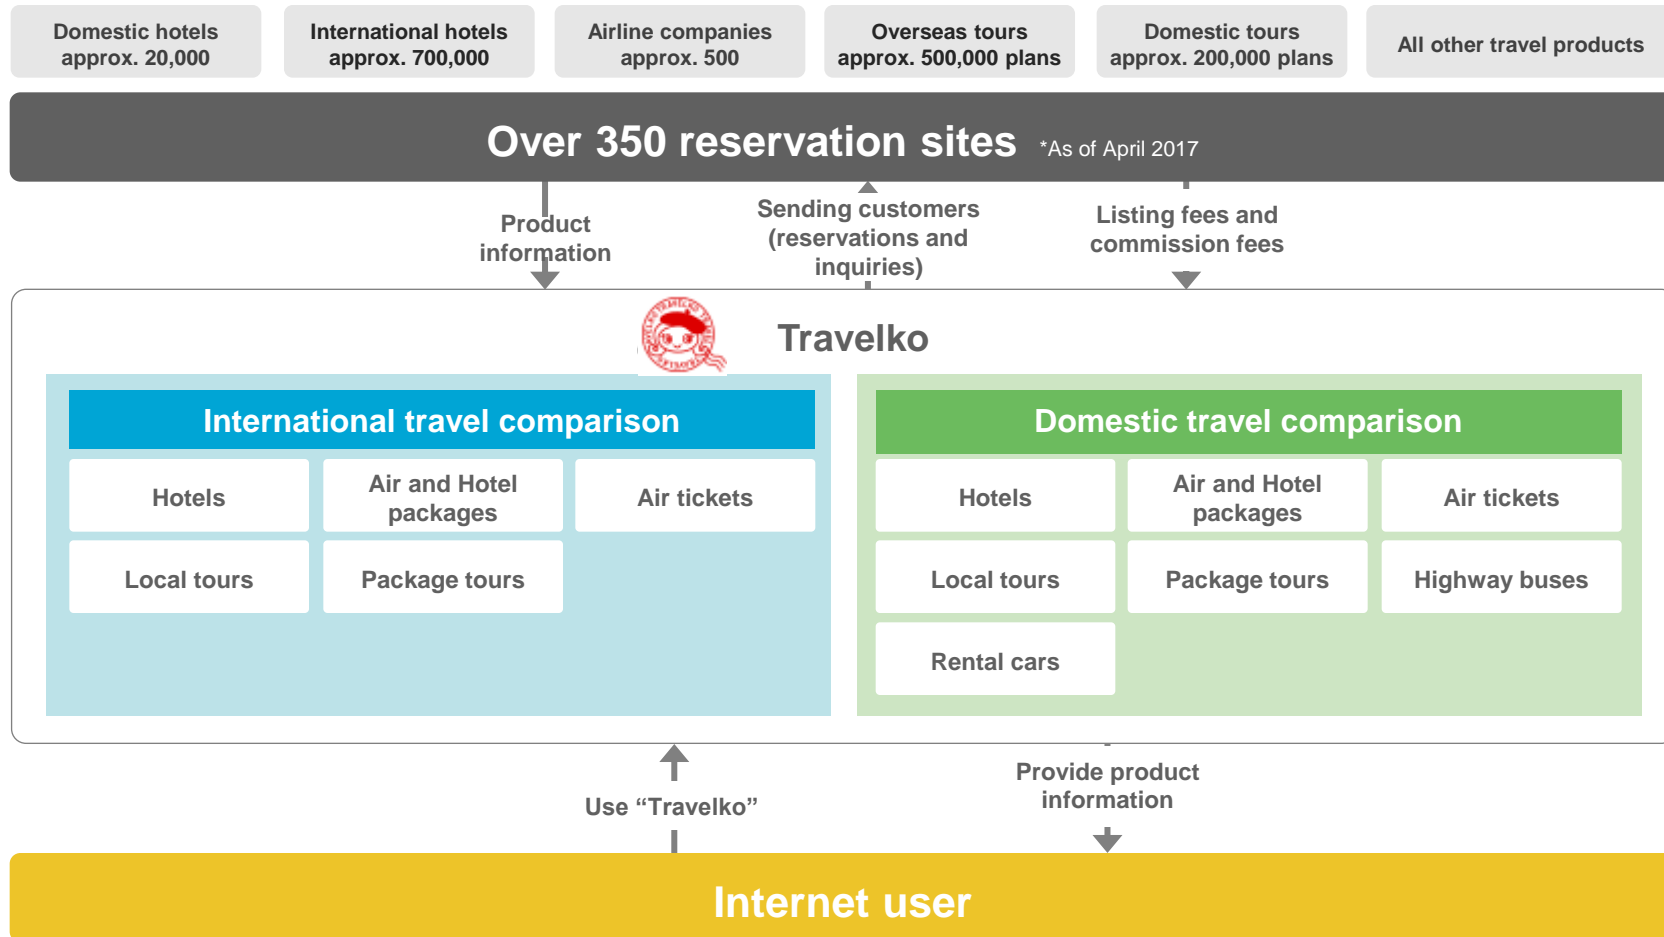 Domestic hotels
approx. 20,000
International hotels
approx. 700,000
Airline companies
approx. 500
Overseas tours
approx. 500,000 plans
Domestic tours
approx. 200,000 plans
All other travel products
Over 350 reservation sites *As of April 2017
Product
information
Sending customers
(reservations and
inquiries)
Listing fees and
commission fees
Travelko
International travel comparison
Hotels
Air and Hotel
packages
Air tickets
Local tours
Package tours
Domestic travel comparison
Hotels
Air and Hotel
packages
Air tickets
Local tours
Package tours
Highway buses
Rental cars
Use “Travelko”
Provide product
information
Internet user